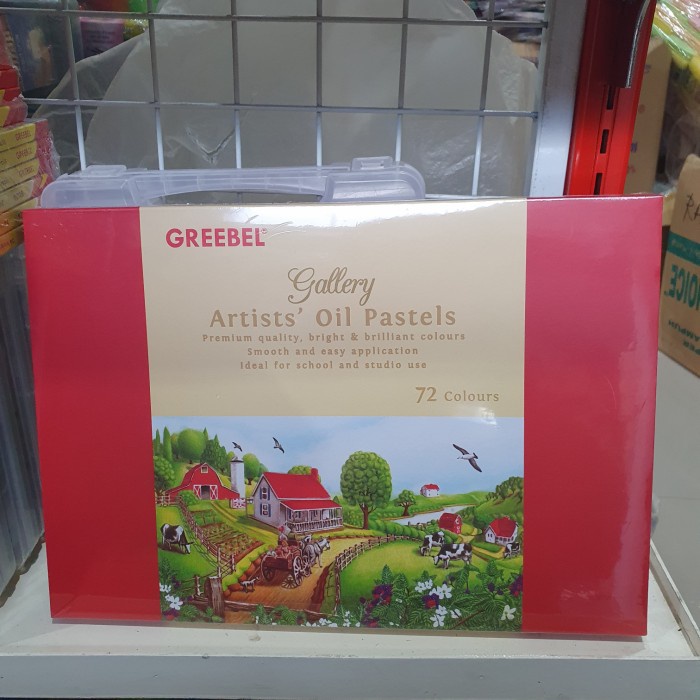 GREEBEL
Gallery
Artists' Oil Pastels
Premium quality, bright & brilliant colours
Smooth and easy application
Ideal for school and studio use
72 Colours